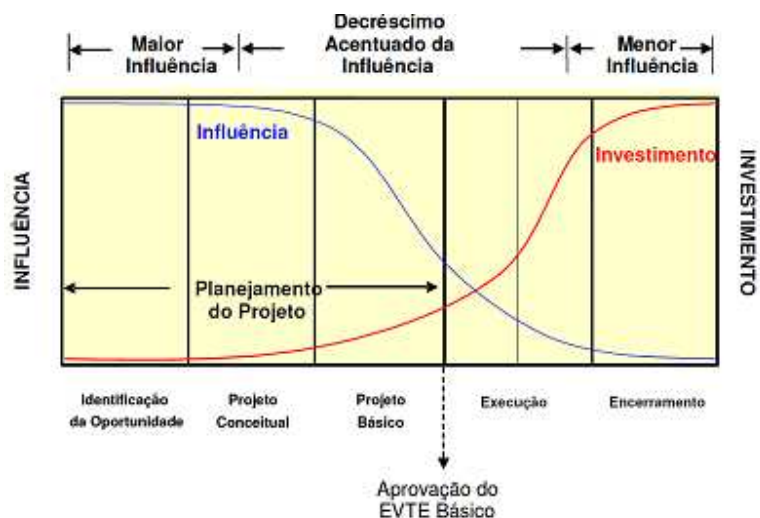 Decréscimo
Acentuado da
Influência
Maior
Influência
Menor
Influência
Influência
Investimento
INFLUÊNCIA
INVESTIMENTO
Planejamento
do Projeto
Identificação
da Oportunidade
Projeto
Conceitual
Projeto
Básico
Execução
Encerramento
Aprovação do
EVTE Básico